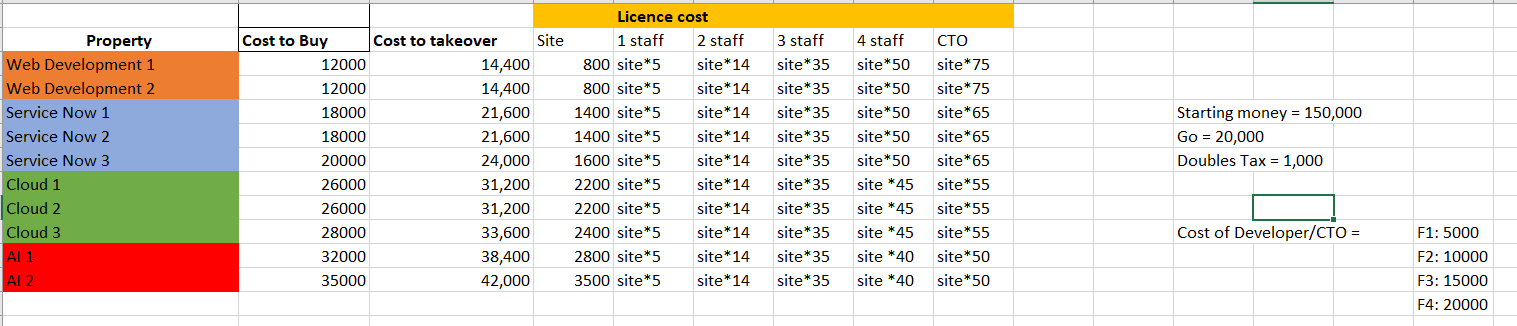 Licence cost
Property Cost to Buy Cost to takeover Site 1 staff 2 staff 3 staff 4 staff CTO
Web Development 1 12000 14,400 800 site*5 site*14 site*35 site*50 site*75
Web Development 2 12000 14,400 800 site*5 site*14 site*35 site*50 site*75
Service Now 1 18000 21,600 1400 site*5 site*14 site*35 site*50 site*65 Starting money = 150,000
Service Now 2 18000 21,600 1400 site*5 site*14 site*35 site*50 site*65 Go = 20,000
Service Now 3 20000 24,000 1600 site*5 site*14 site*35 site*50 site*65 Doubles Tax = 1,000
Cloud 1 26000 31,200 2200 site*5 site*14 site*35 site *45 site*55
Cloud 2 26000 31,200 2200 site*5 site*14 site*35 site *45 site*55
Cloud 3 28000 33,600 2400 site*5 site*14 site*35 site *45 site*55 Cost of Developer/CTO = F1: 5000
AI 1 32000 38,400 2800 site*5 site*14 site*35 site *40 site*50 F2: 10000
AI 2 35000 42,000 3500 site*5 site*14 site*35 site *40 site*50 F3: 15000
F4: 20000